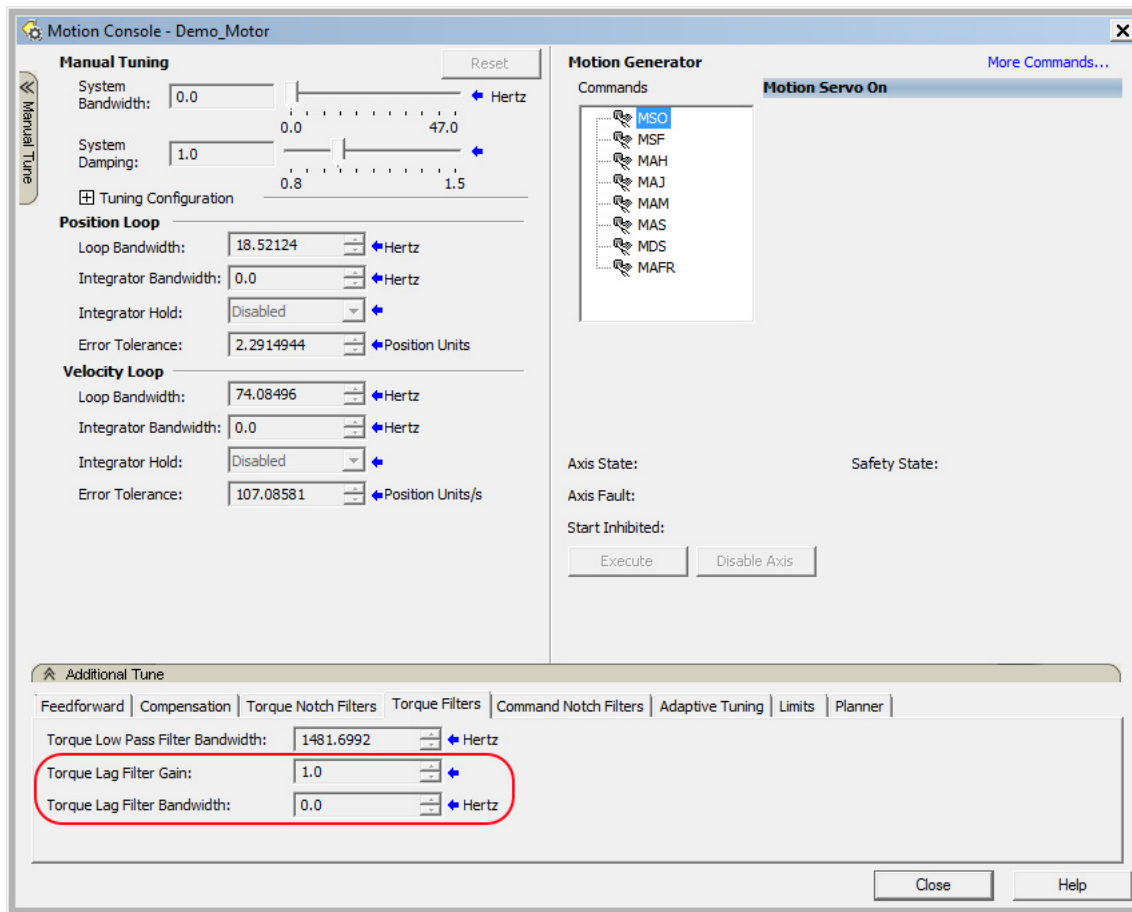 Motion Console - Demo_Motor
Manual Tune
Manual Tuning
Reset
System Bandwidth: 0.0 Hertz
0.0 47.0
System Damping: 1.0
0.8 1.5
Tuning Configuration
Position Loop
Loop Bandwidth: 18.52124 Hertz
Integrator Bandwidth: 0.0 Hertz
Integrator Hold: Disabled
Error Tolerance: 2.2914944 Position Units
Velocity Loop
Loop Bandwidth: 74.08496 Hertz
Integrator Bandwidth: 0.0 Hertz
Integrator Hold: Disabled
Error Tolerance: 107.08581 Position Units/s
Motion Generator More Commands...
Commands Motion Servo On
MSO
MSF
MAH
MAJ
MAM
MAS
MDS
MAFR
Axis State: Safety State:
Axis Fault:
Start Inhibited:
Execute Disable Axis
Additional Tune
Feedforward Compensation Torque Notch Filters Torque Filters Command Notch Filters Adaptive Tuning Limits Planner
Torque Low Pass Filter Bandwidth: 1481.6992 Hertz
Torque Lag Filter Gain: 1.0
Torque Lag Filter Bandwidth: 0.0 Hertz
Close Help